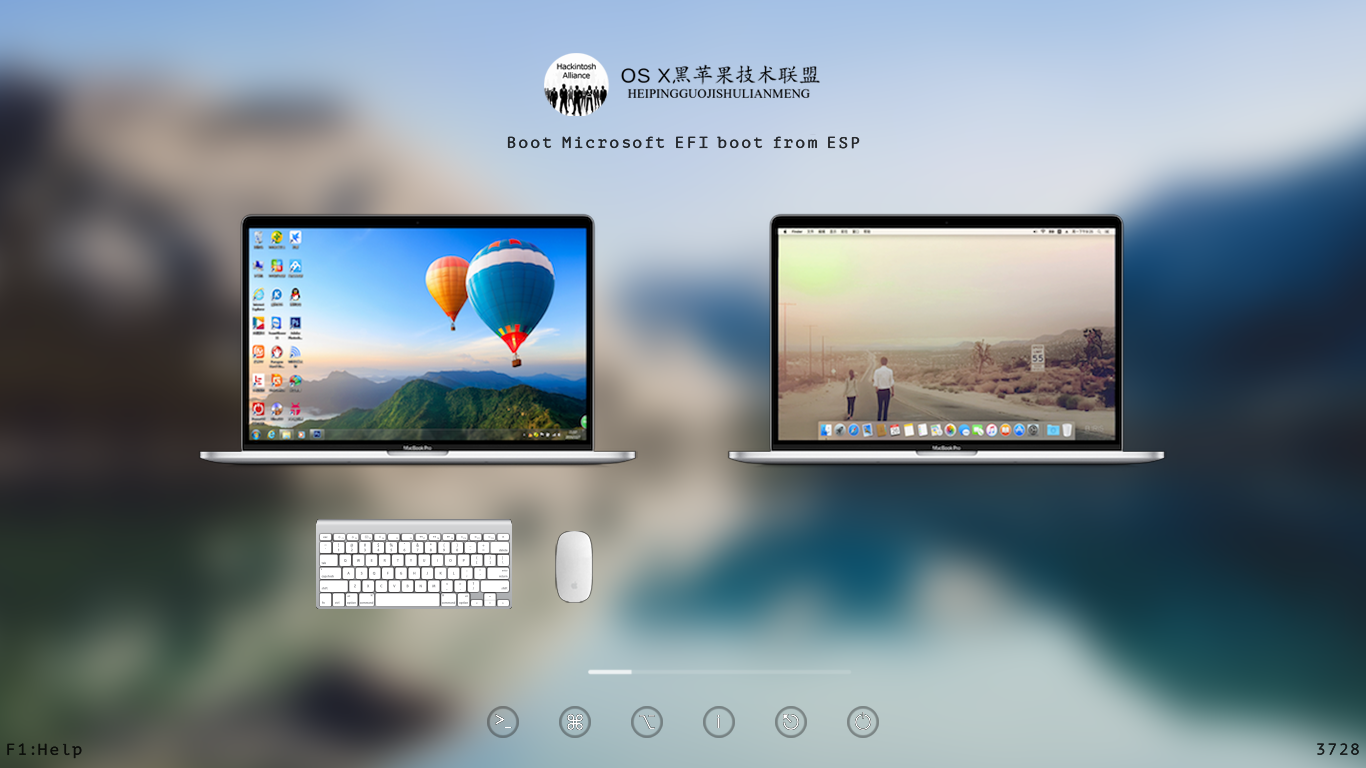 Hackintosh
Alliance
OS X黑苹果技术联盟
HEIPINGGUOJISHULIANMENG
Boot Microsoft EFI boot from ESP
MacBook Pro
MacBook Pro
55
F1:Help
3728